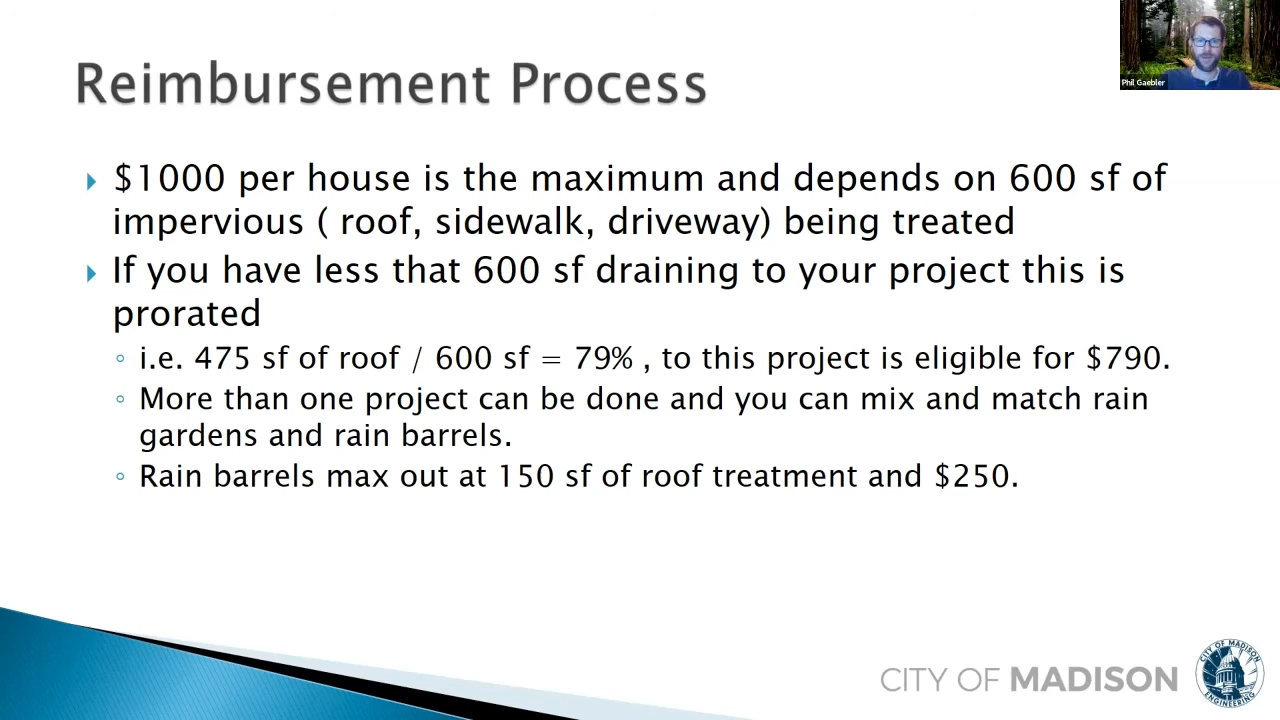 Phil Gaebler
Reimbursement Process
$1000 per house is the maximum and depends on 600 sf of
impervious ( roof, sidewalk, driveway) being treated
If you have less that 600 sf draining to your project this is
prorated
i.e. 475 sf of roof / 600 sf = 79% , to this project is eligible for $790.
More than one project can be done and you can mix and match rain
gardens and rain barrels.
Rain barrels max out at 150 sf of roof treatment and $250.
CITY OF MADISON
CITY OF MADISON
ENGINEERING